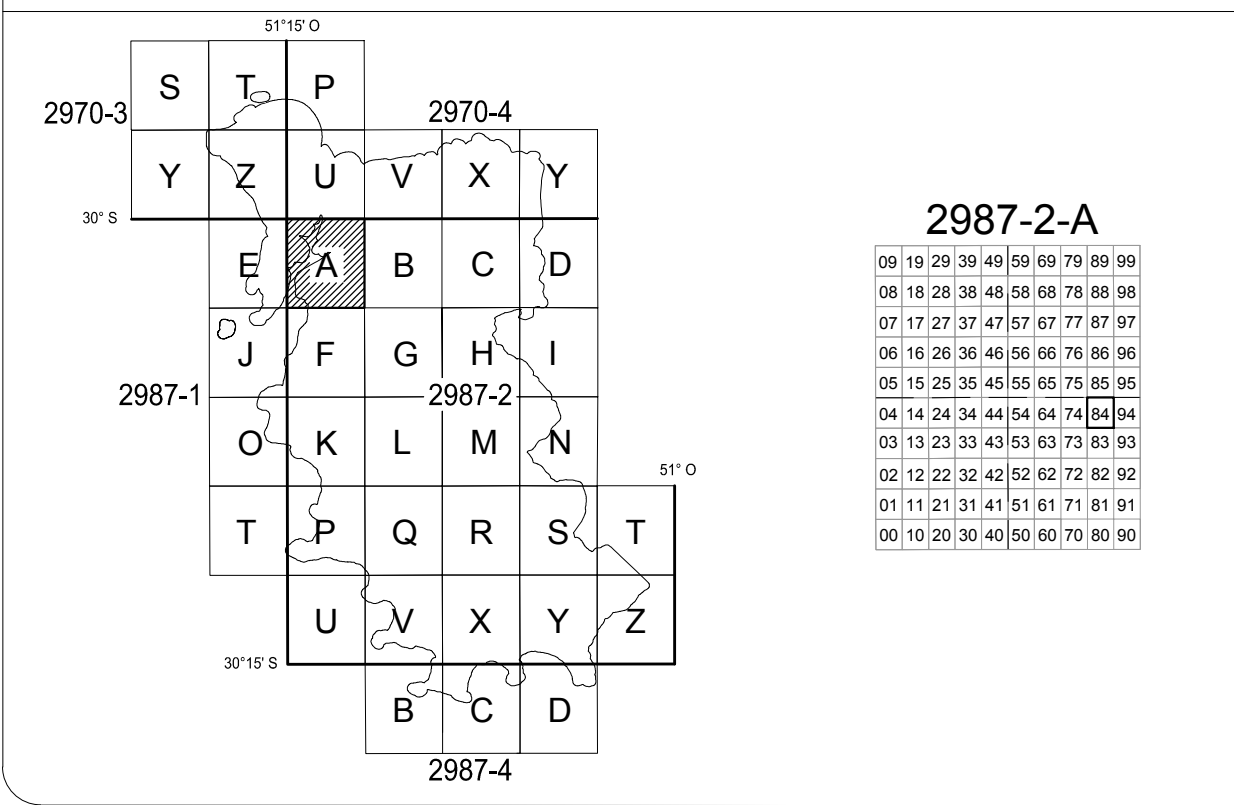 51°15' O
S T P
2970-3 2970-4
Y Z U V X Y
30° S
E A B C D
J F G H I
2987-1 2987-2
O K L M N
51° O
T P Q R S T
U V X Y Z
30°15' S
B C D
2987-4
2987-2-A
09 19 29 39 49 59 69 79 89 99
08 18 28 38 48 58 68 78 88 98
07 17 27 37 47 57 67 77 87 97
06 16 26 36 46 56 66 76 86 96
05 15 25 35 45 55 65 75 85 95
04 14 24 34 44 54 64 74 84 94
03 13 23 33 43 53 63 73 83 93
02 12 22 32 42 52 62 72 82 92
01 11 21 31 41 51 61 71 81 91
00 10 20 30 40 50 60 70 80 90